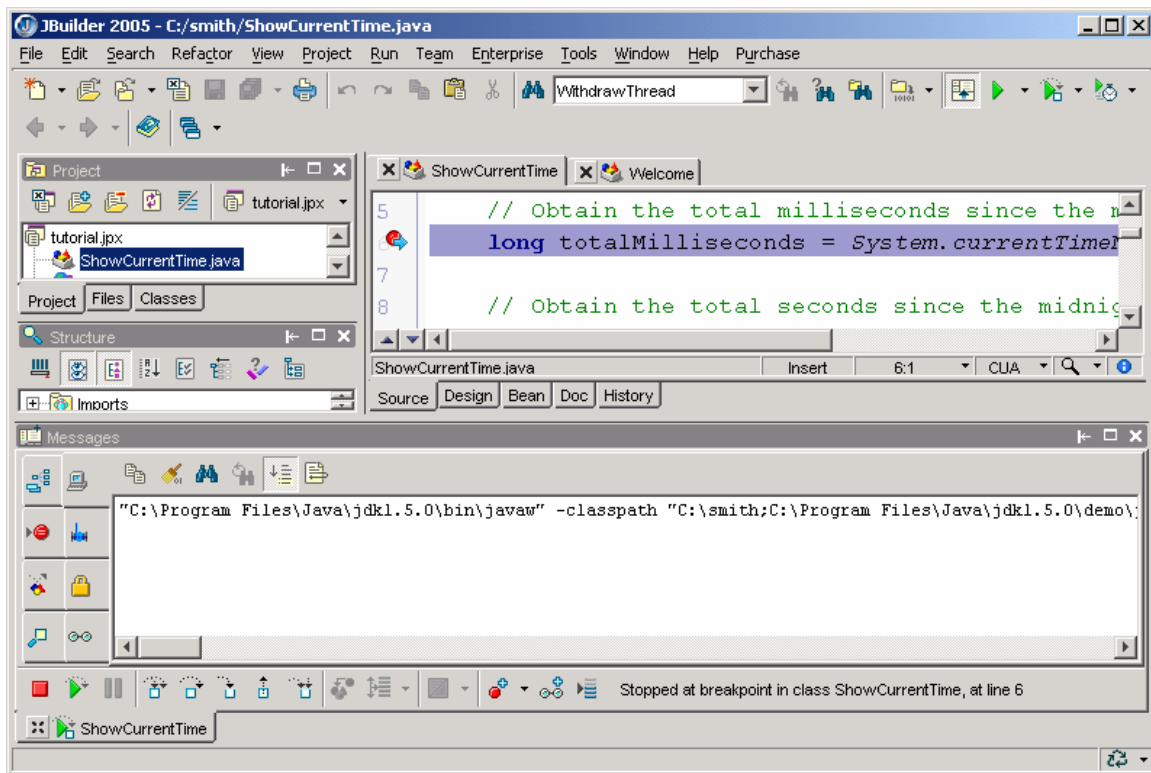 JBuilder 2005 - C:/smith/ShowCurrentTime.java
File Edit Search Refactor View Project Run Team Enterprise Tools Window Help Purchase
WithdrawThread
Project
tutorial.jpx
tutorial.jpx
ShowCurrentTime.java
Project Files Classes
Structure
Imports
ShowCurrentTime Welcome
5 // Obtain the total milliseconds since the m
long totalMilliseconds = System.currentTimeM
7
8 // Obtain the total seconds since the midnig
ShowCurrentTime.java Insert 6:1 CUA
Source Design Bean Doc History
Messages
"C:\Program Files\Java\jdk1.5.0\bin\javaw" -classpath "C:\smith;C:\Program Files\Java\jdk1.5.0\demo\j
Stopped at breakpoint in class ShowCurrentTime, at line 6
ShowCurrentTime